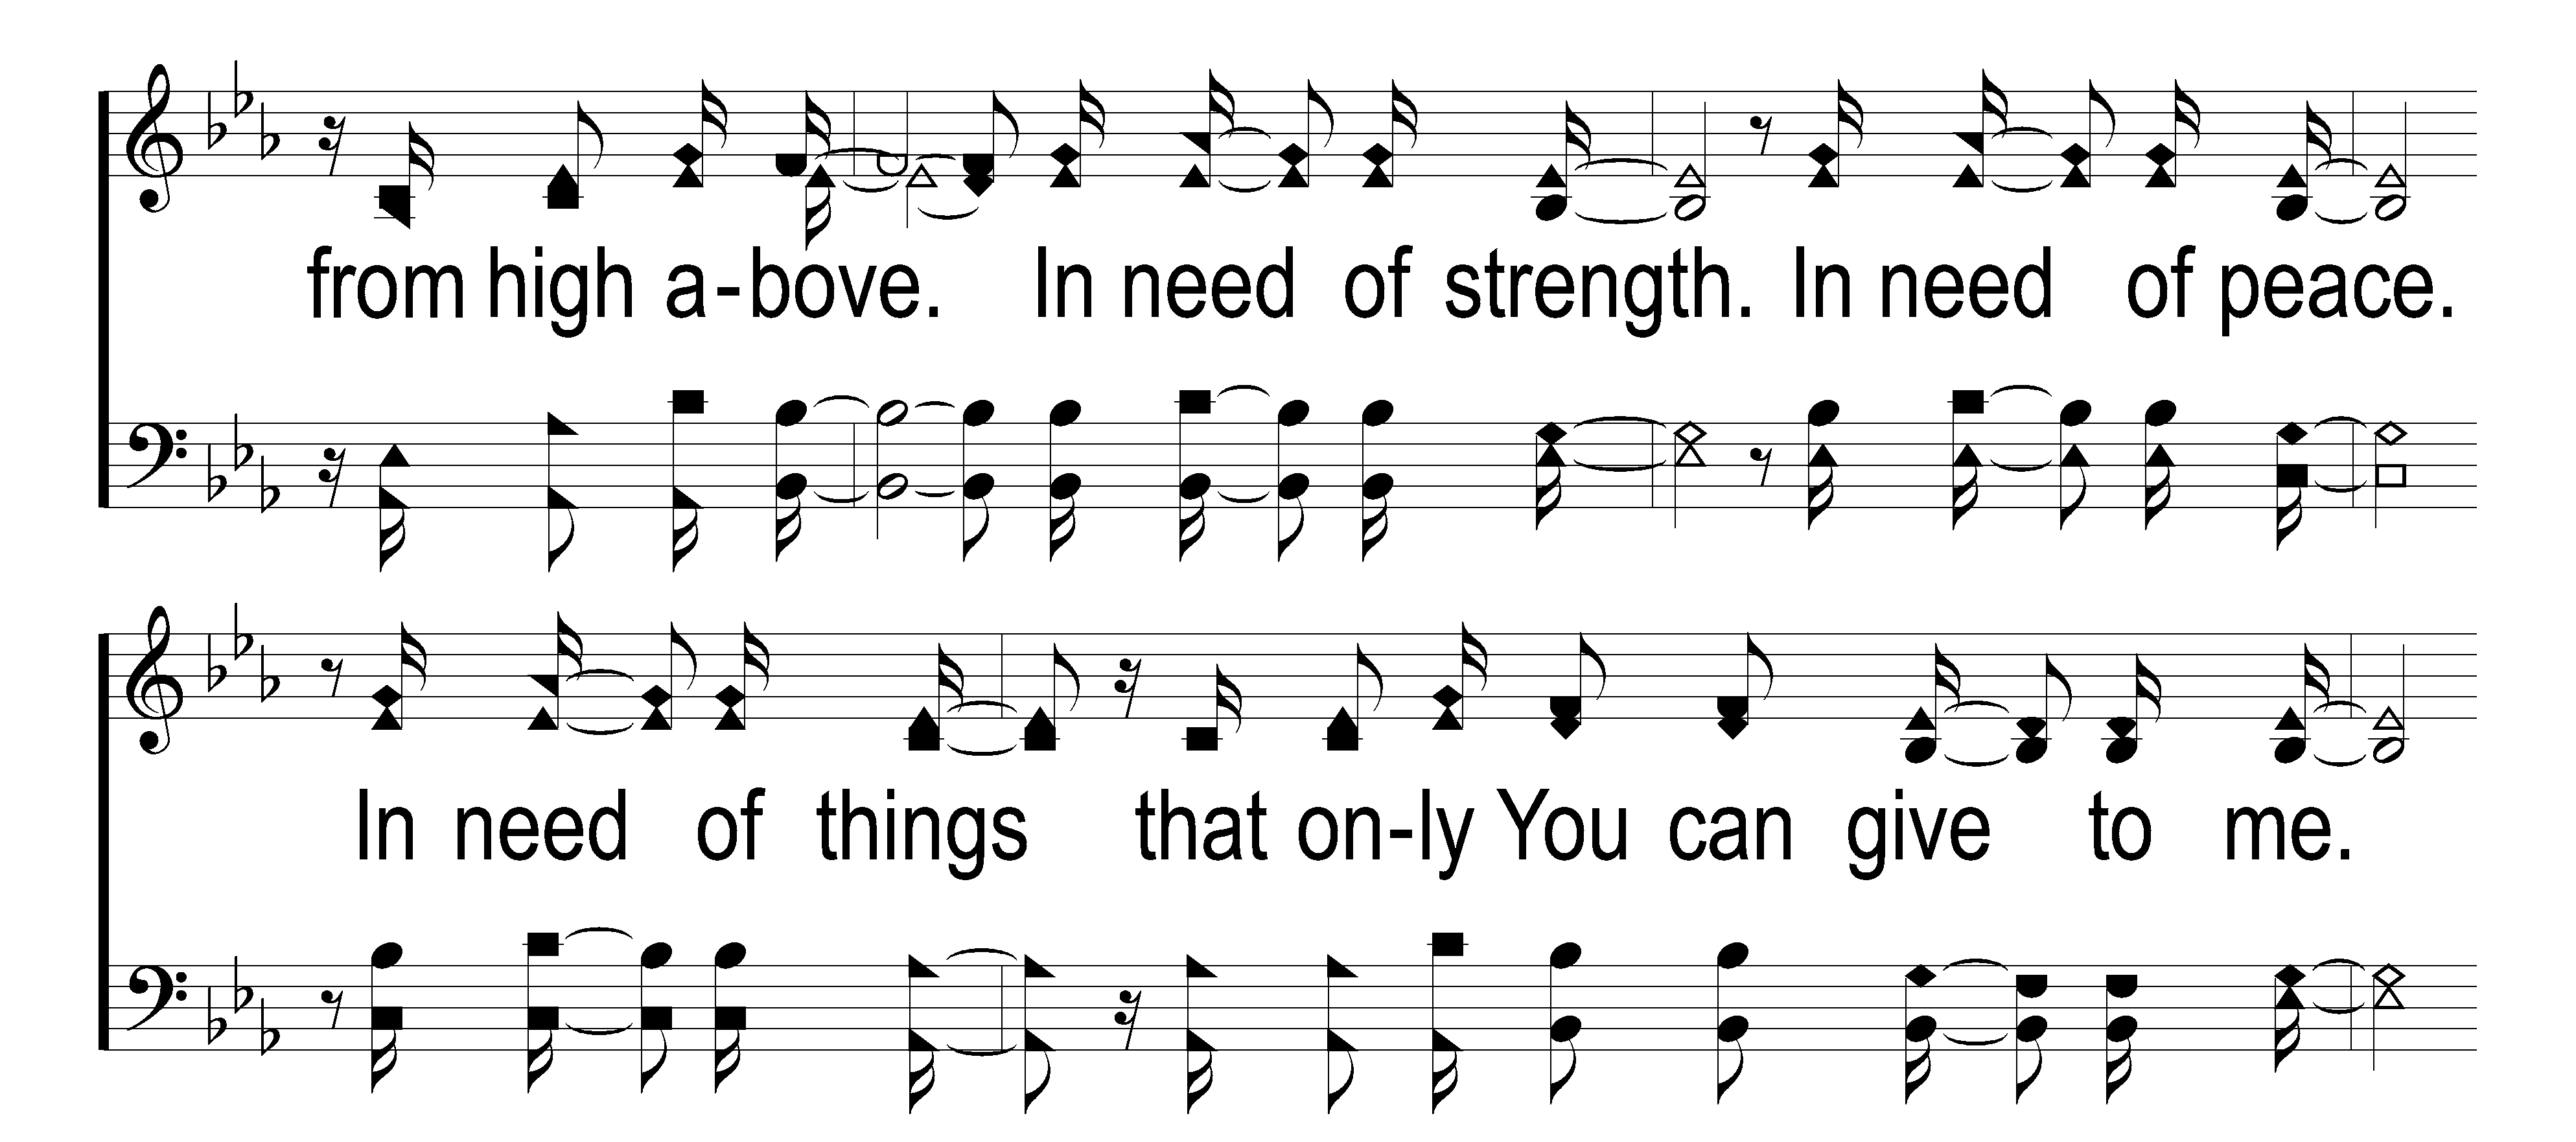 from high a-bove. In need of strength. In need of peace.
In need of things that on-ly You can give to me.